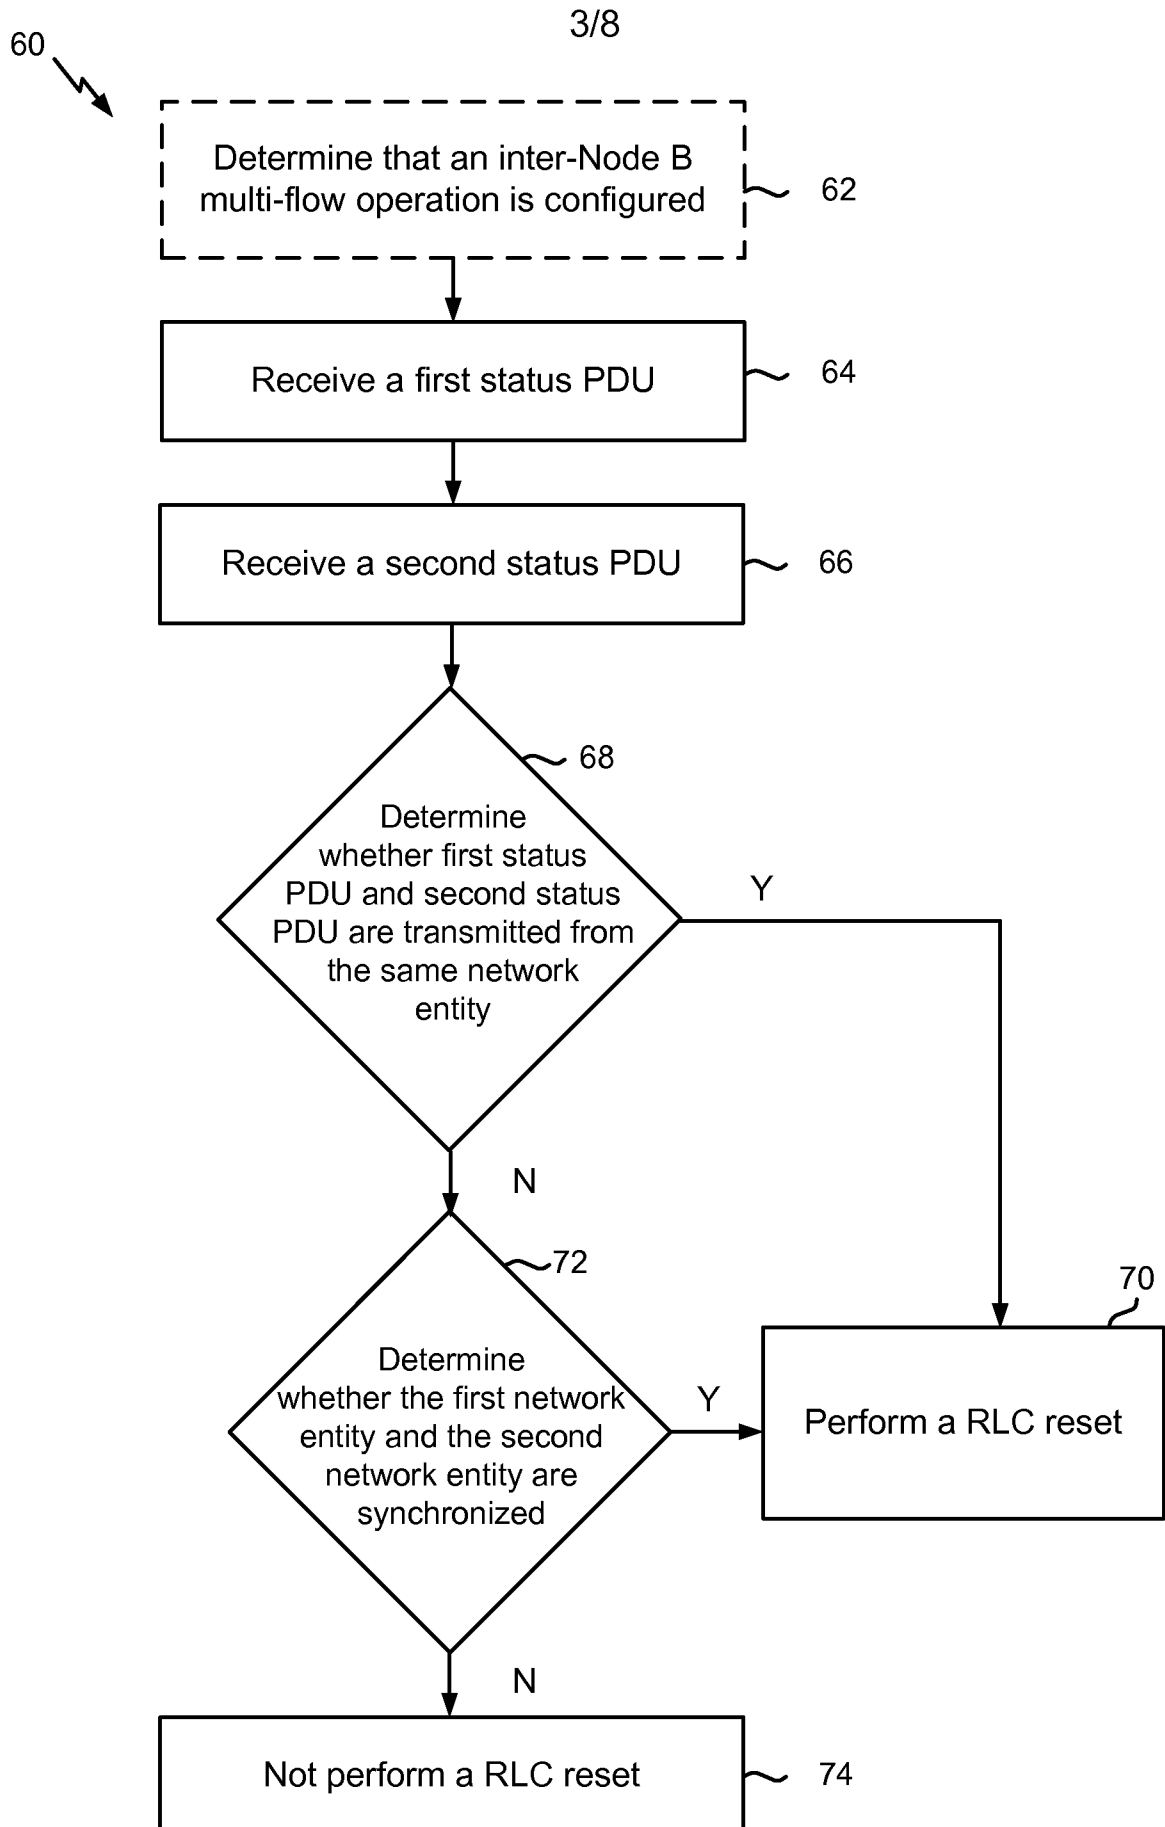 3/8
60
Determine that an inter-Node B
multi-flow operation is configured
62
Receive a first status PDU
64
Receive a second status PDU
66
68
Determine
whether first status
PDU and second status
PDU are transmitted from
the same network
entity
Y
N
72
Determine
whether the first network
entity and the second
network entity are
synchronized
Y
70
Perform a RLC reset
N
Not perform a RLC reset
74